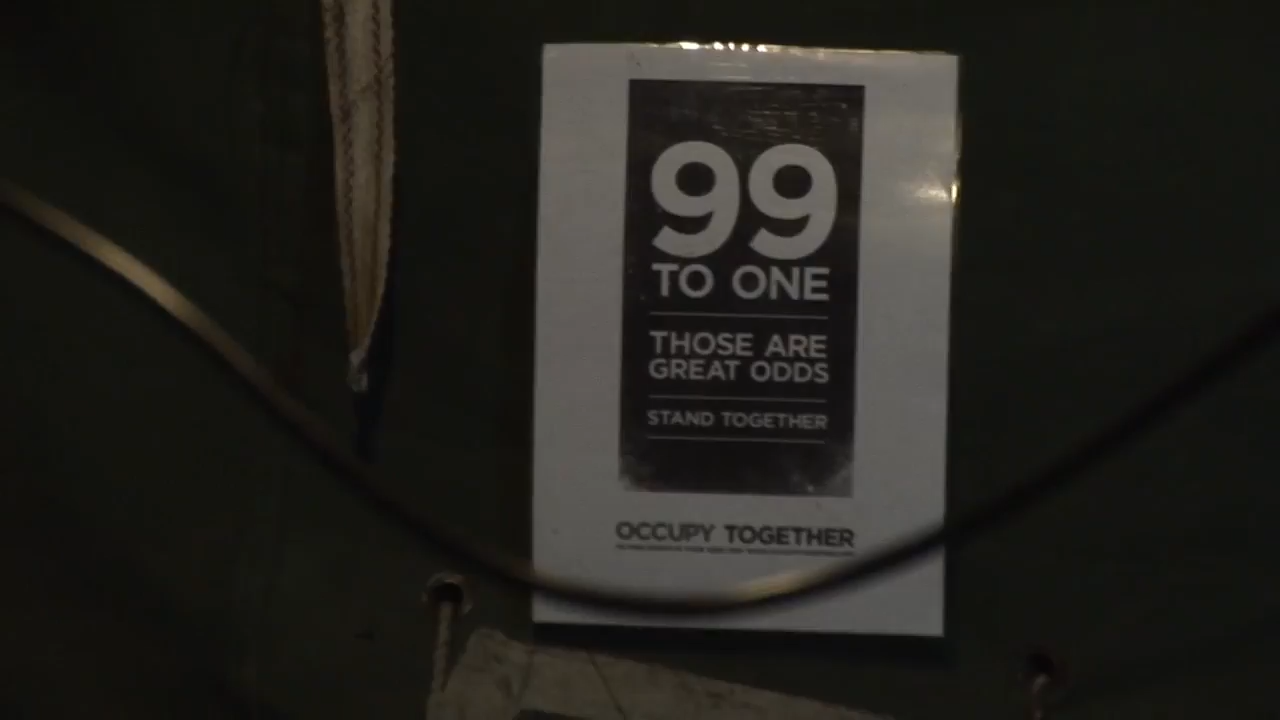 99
TO ONE
THOSE ARE
GREAT ODDS
STAND TOGETHER
OCCUPY TOGETHER